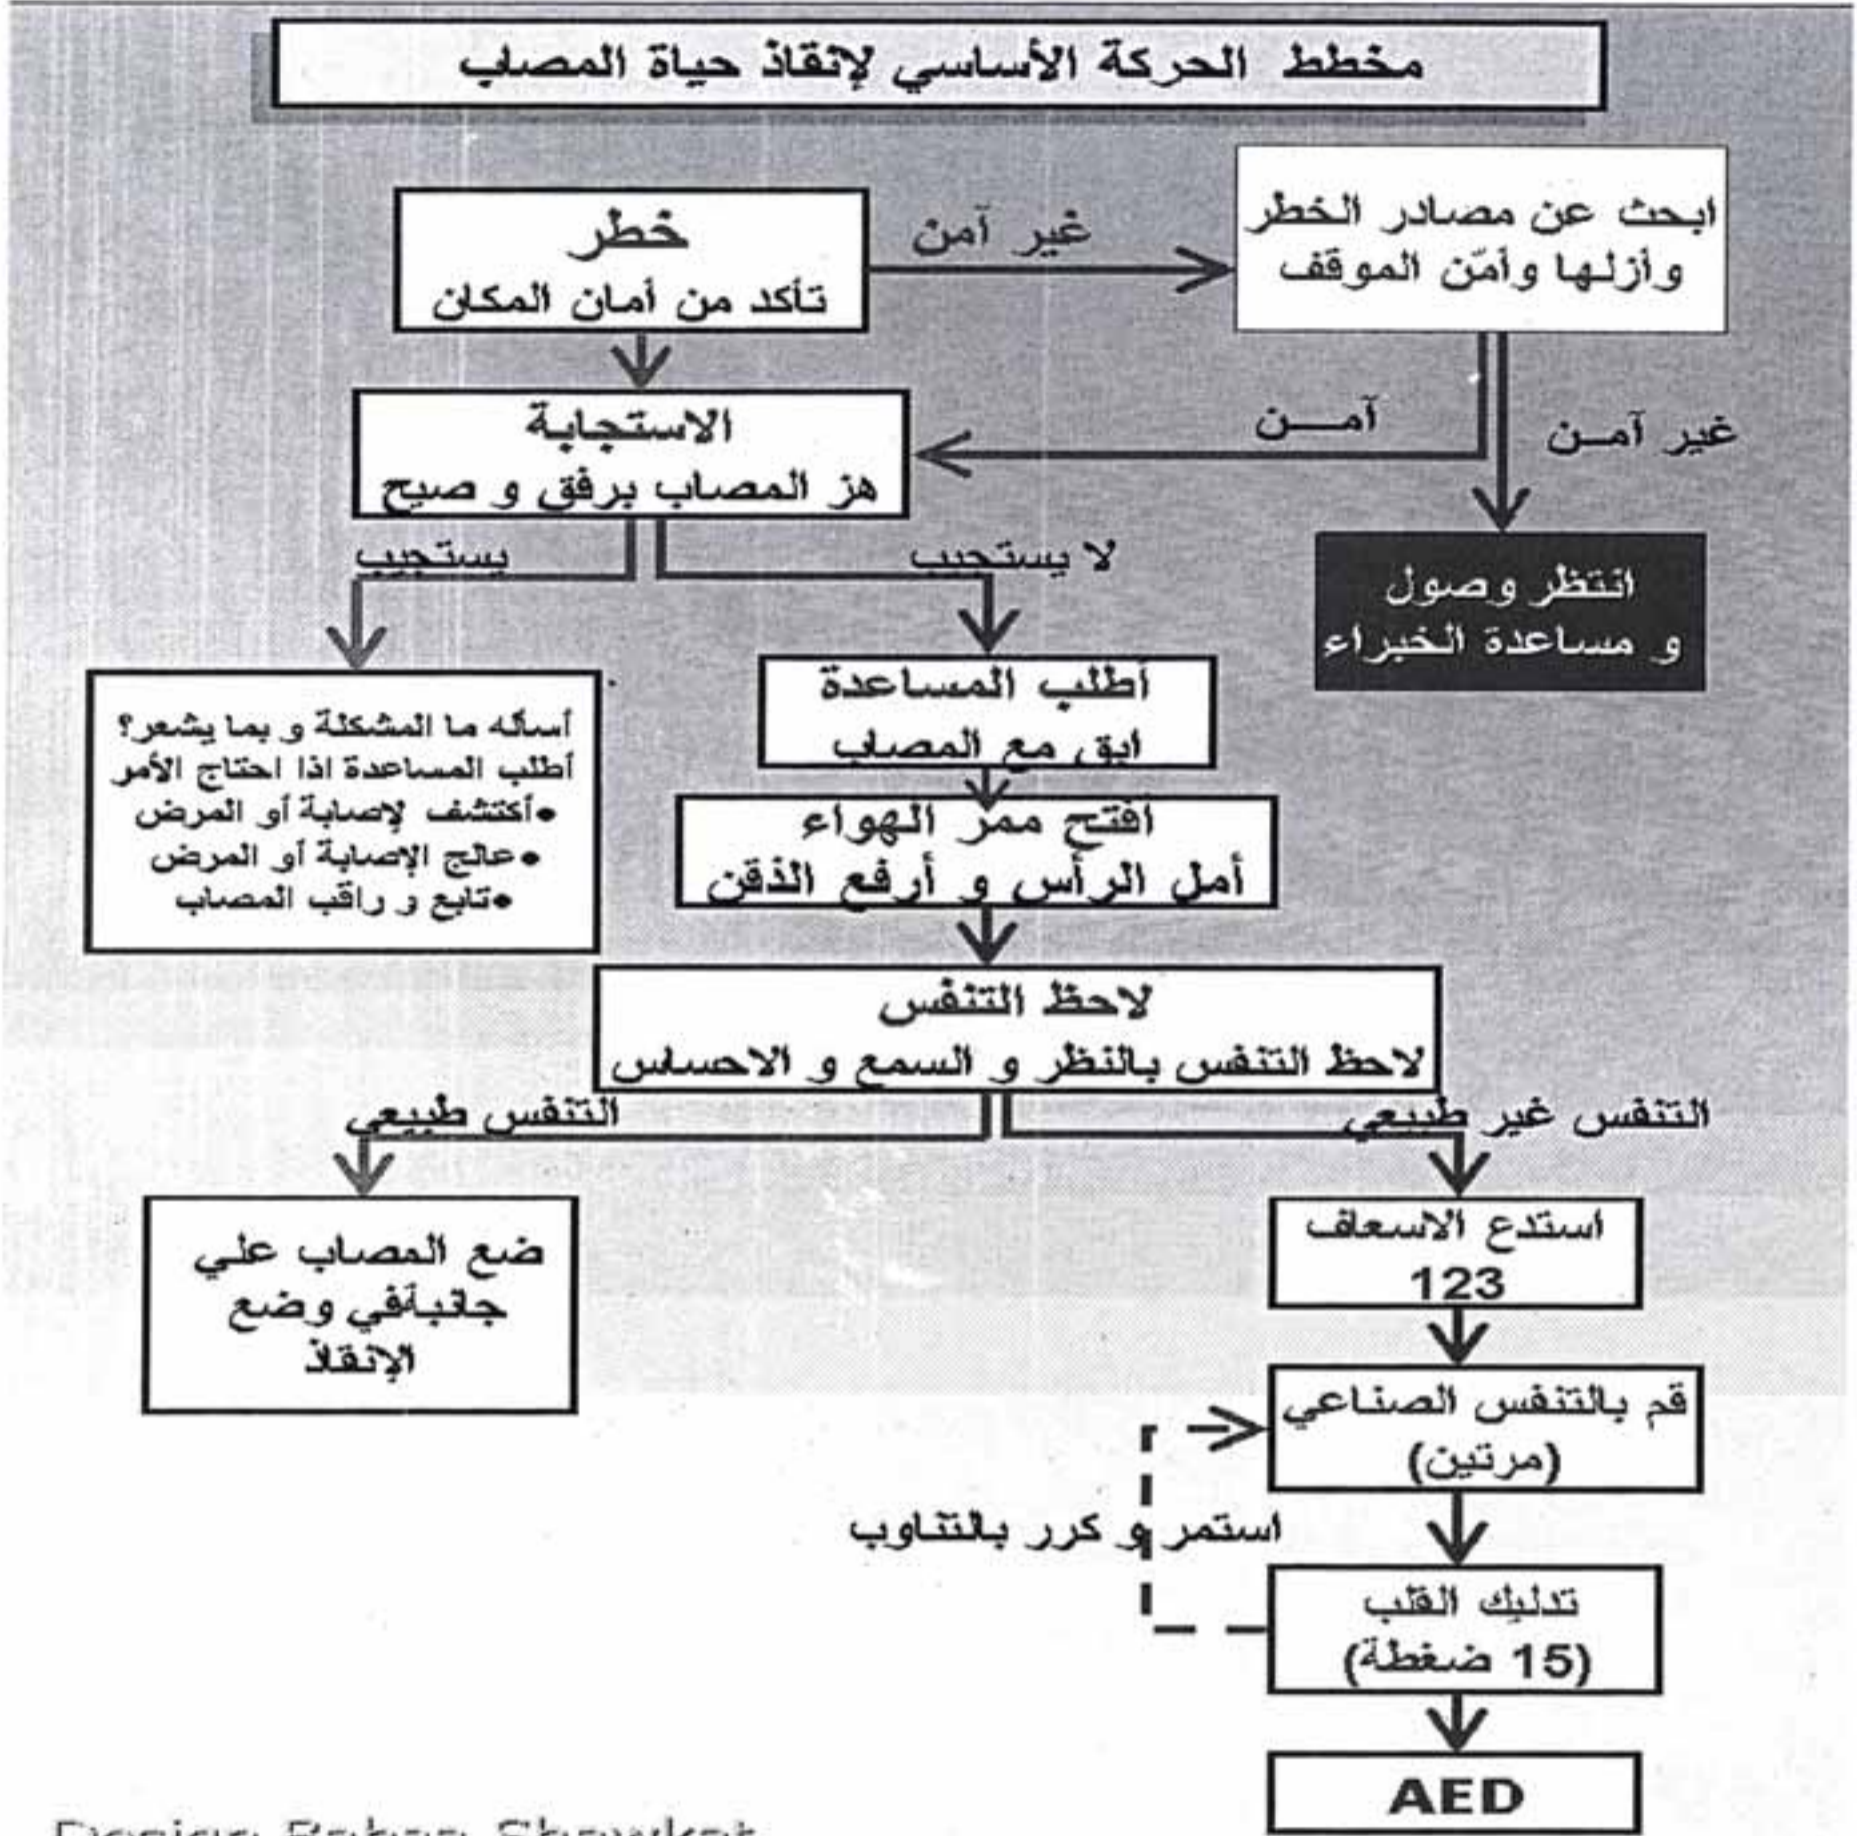 مخطط الحركة الأساسي لإنقاذ حياة المصاب
خطر
تأكد من أمان المكان
غير آمن
ابحث عن مصادر الخطر
وأزلها وأمّن الموقف
آمـــن
غير آمـن
الاستجابة
هز المصاب برفق و صيح
انتظر وصول
و مساعدة الخبراء
يستجيب
لا يستجيب
أسأله ما المشكلة و بما يشعر؟
أطلب المساعدة اذا احتاج الأمر
•أكتشف لإصابة أو المرض
•عالج الإصابة أو المرض
•تابع و راقب المصاب
أطلب المساعدة
ابق مع المصاب
افتح ممر الهواء
أمل الرأس و أرفع الذقن
لاحظ التنفس
لاحظ التنفس بالنظر و السمع و الاحساس
التنفس طبيعي
التنفس غير طبيعي
ضع المصاب علي
جانبةفي وضع
الإنقاذ
استدع الاسعاف
123
قم بالتنفس الصناعي
(مرتين)
استمر و كرر بالتناوب
تدليك القلب
(15 ضغطة)
AED